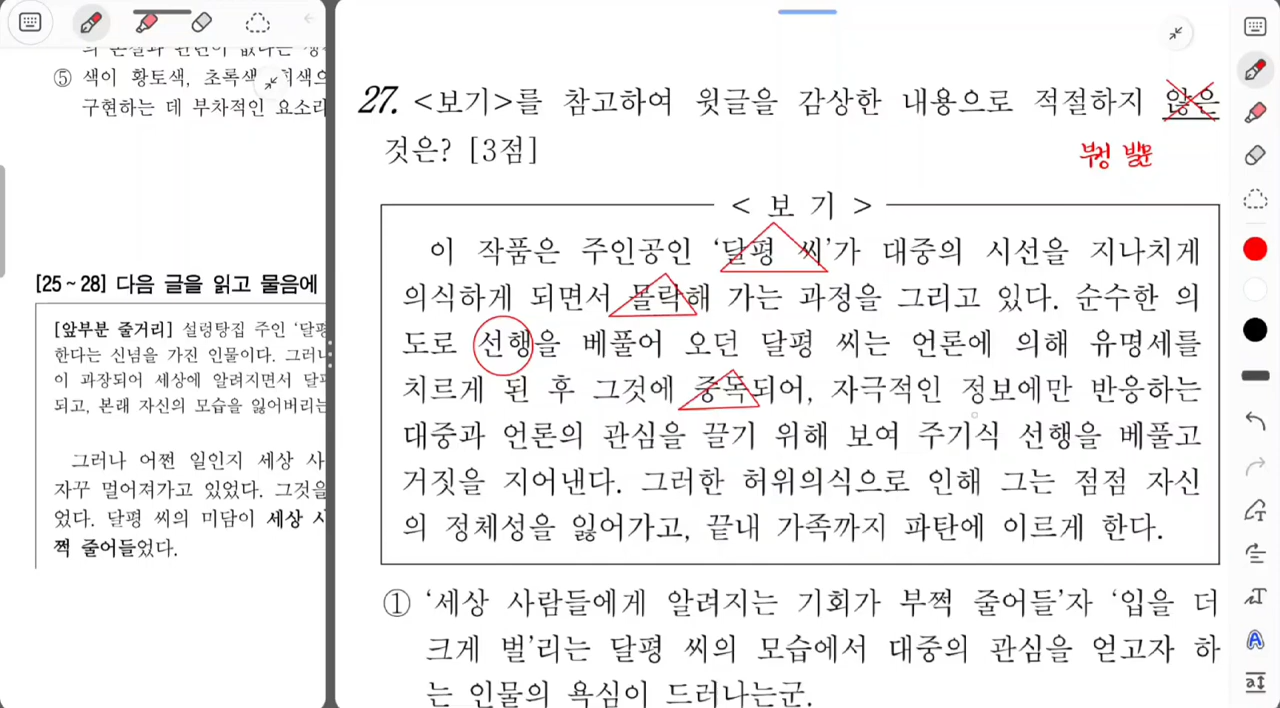 ⑤ 색이 황토색, 초록색
구현하는 데 부차적인 요소라
[25~28] 다음 글을 읽고 물음에
[앞부분 줄거리] 설렁탕집 주인 ‘달평
한다는 신념을 가진 인물이다. 그러나
이 과장되어 세상에 알려지면서 달평
되고, 본래 자신의 모습을 잃어버리는
그러나 어쩐 일인지 세상 사
자꾸 멀어져가고 있었다. 그것을
었다. 달평 씨의 미담이 세상 사
쩍 줄어들었다.
27. <보기>를 참고하여 윗글을 감상한 내용으로 적절하지 않은
것은? [3점]
부정 발문
< 보 기 >
이 작품은 주인공인 ‘달평 씨’가 대중의 시선을 지나치게
의식하게 되면서 몰락해 가는 과정을 그리고 있다. 순수한 의
도로 선행을 베풀어 오던 달평 씨는 언론에 의해 유명세를
치르게 된 후 그것에 중독되어, 자극적인 정보에만 반응하는
대중과 언론의 관심을 끌기 위해 보여 주기식 선행을 베풀고
거짓을 지어낸다. 그러한 허위의식으로 인해 그는 점점 자신
의 정체성을 잃어가고, 끝내 가족까지 파탄에 이르게 한다.
① ‘세상 사람들에게 알려지는 기회가 부쩍 줄어들’자 ‘입을 더
크게 벌’리는 달평 씨의 모습에서 대중의 관심을 얻고자 하
는 인물의 욕심이 드러나는군.